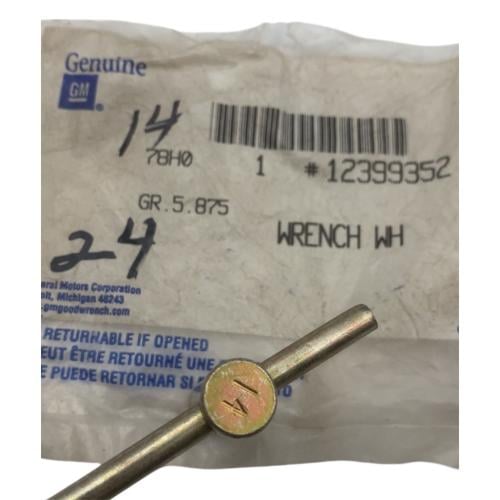 Genuine
GM
®
14
78H0
1 #12399352
GR.5.875
WRENCH WH
24
eral Motors Corporation
oit, Michigan 48243
.gmgoodwrench.com
RETURNABLE IF OPENED
EUT ÊTRE RETOURNÉ UNE
E PUEDE RETORNAR SI
14